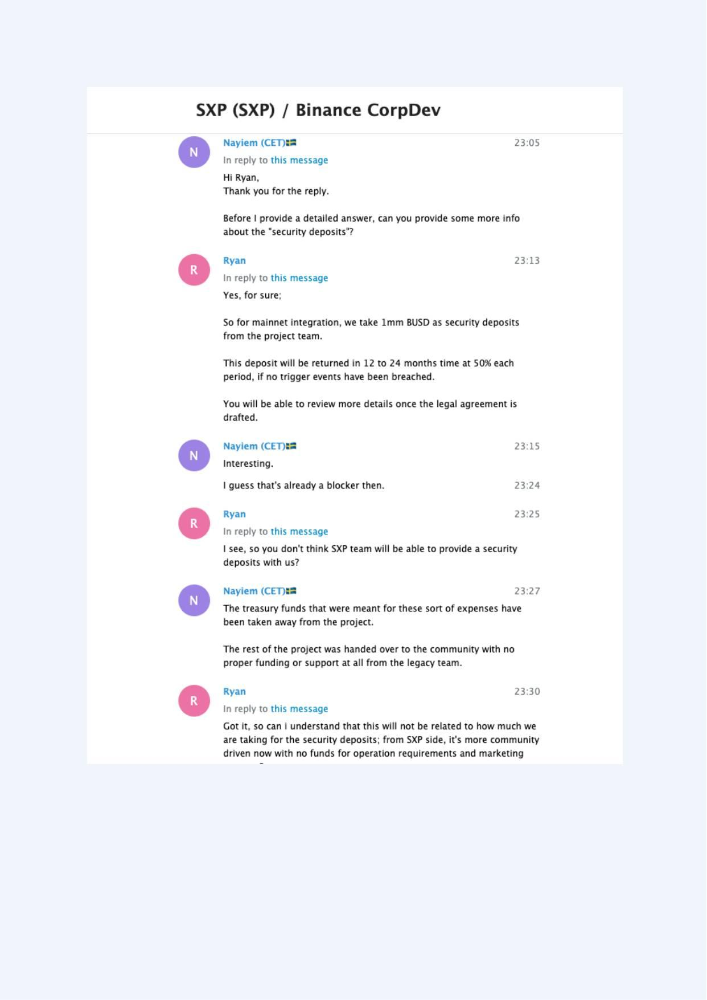 SXP (SXP) / Binance CorpDev
N
Nayiem (CET)🇸🇪
23:05
In reply to this message
Hi Ryan,
Thank you for the reply.
Before I provide a detailed answer, can you provide some more info
about the "security deposits"?
R
Ryan
23:13
In reply to this message
Yes, for sure;
So for mainnet integration, we take 1mm BUSD as security deposits
from the project team.
This deposit will be returned in 12 to 24 months time at 50% each
period, if no trigger events have been breached.
You will be able to review more details once the legal agreement is
drafted.
N
Nayiem (CET)🇸🇪
23:15
Interesting.
I guess that's already a blocker then.
23:24
R
Ryan
23:25
In reply to this message
I see, so you don't think SXP team will be able to provide a security
deposits with us?
N
Nayiem (CET)🇸🇪
23:27
The treasury funds that were meant for these sort of expenses have
been taken away from the project.
The rest of the project was handed over to the community with no
proper funding or support at all from the legacy team.
R
Ryan
23:30
In reply to this message
Got it, so can i understand that this will not be related to how much we
are taking for the security deposits; from SXP side, it's more community
driven now with no funds for operation requirements and marketing